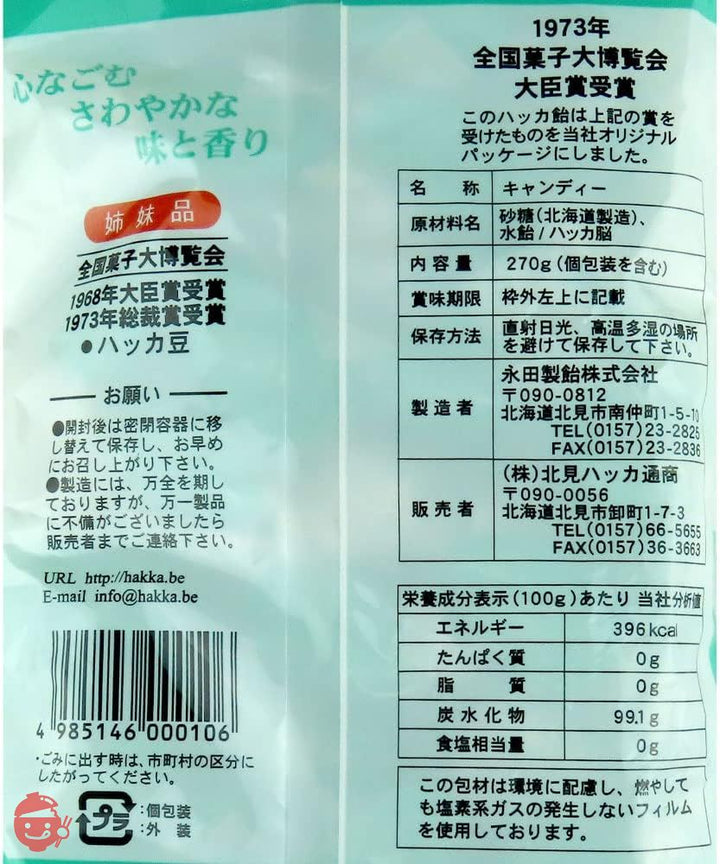 心なごむ
さわやかな
味と香り
姉妹品
全国菓子大博覧会
1968年大臣賞受賞
1973年総裁賞受賞
●ハッカ豆
お願い
●開封後は密閉容器に移
し替えて保存し、お早め
にお召し上がり下さい。
●製造には、万全を期し
ておりますが、万一製品
に不備がございましたら
販売者までご連絡下さい。
URL http://hakka.be
E-mail info@hakka.be
4 985146 000106
・ごみに出す時は、市町村の区分に
したがってください。
プラ
:個包装
:外 装
1973年
全国菓子大博覧会
大臣賞受賞
このハッカ飴は上記の賞を
受けたものを当社オリジナル
パッケージにしました。
名 称 キャンディー
原材料名 砂糖(北海道製造)、
水飴/ハッカ脳
内容量 270g(個包装を含む)
賞味期限 枠外左上に記載
保存方法 直射日光、高温多湿の場所
を避けて保存して下さい。
製造者 永田製飴株式会社
〒090-0812
北海道北見市南仲町1-5-10
TEL(0157)23-2825
FAX(0157)23-2836
販売者 (株)北見ハッカ通商
〒090-0056
北海道北見市卸町1-7-3
TEL(0157)66-5655
FAX(0157)36-3663
栄養成分表示(100g)あたり 当社分析値
エネルギー 396kcal
たんぱく質 0g
脂 質 0g
炭水化物 99.1g
食塩相当量 0g
この包材は環境に配慮し、燃やして
も塩素系ガスの発生しないフィルム
を使用しております。